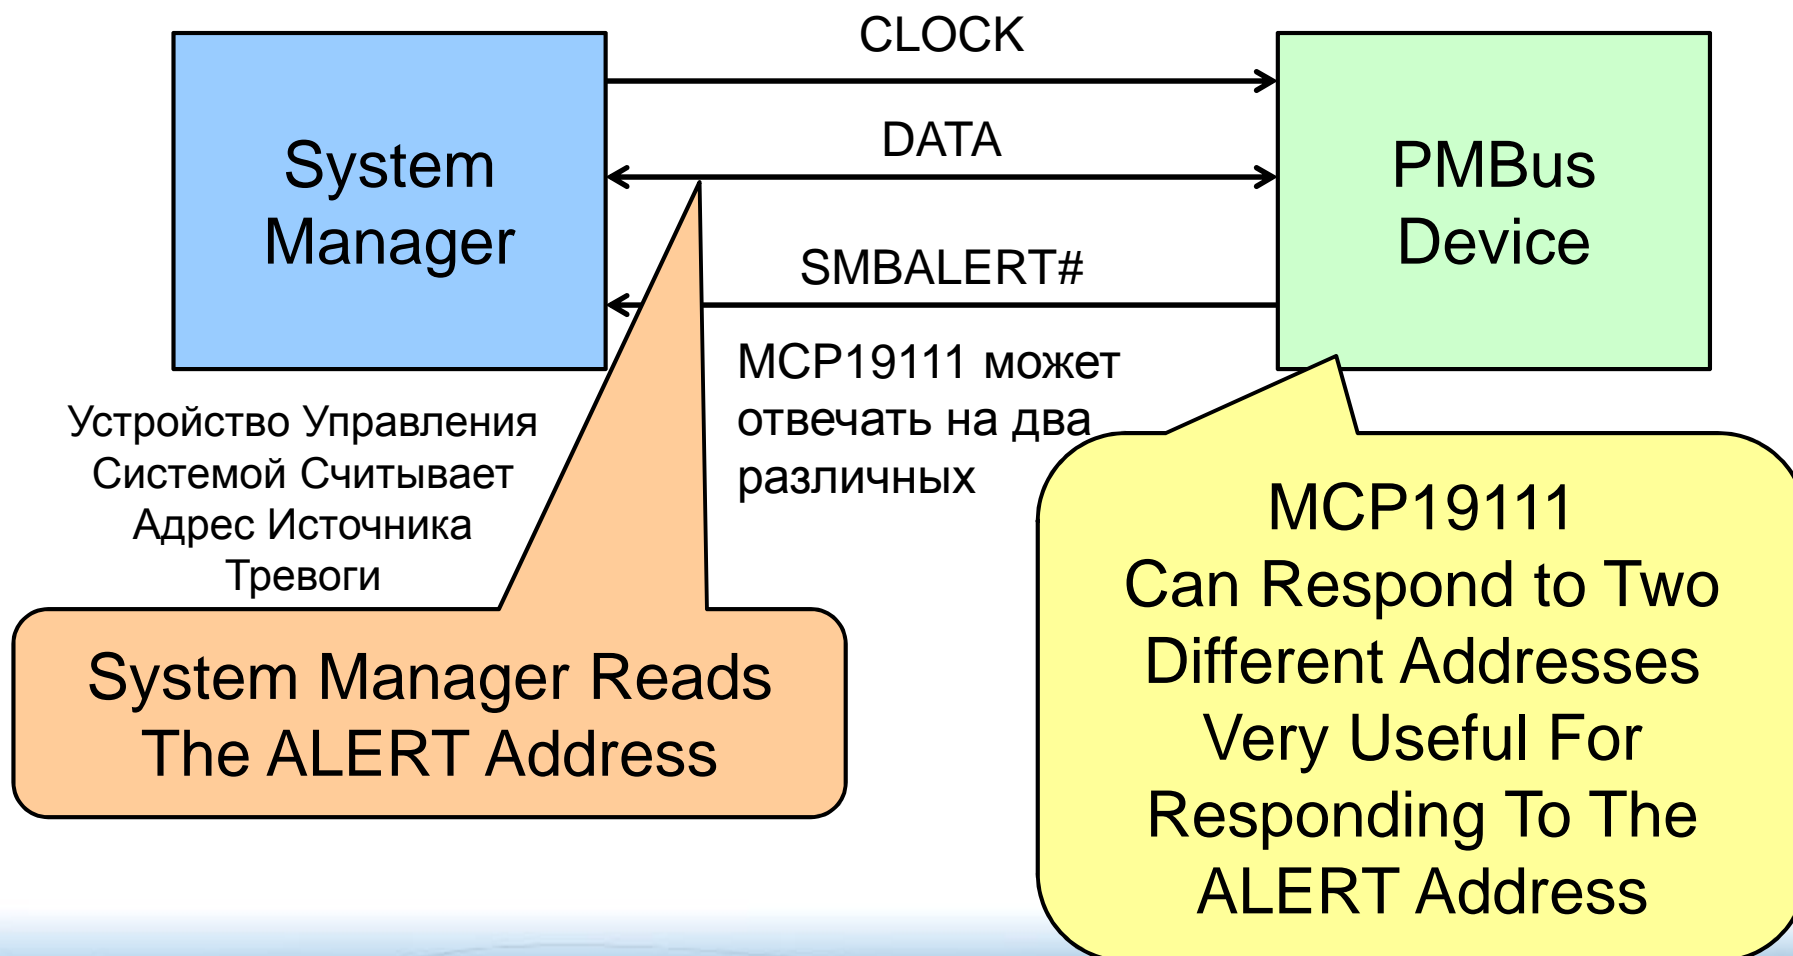 CLOCK
System
Manager
DATA
PMBus
Device
SMBALERT#
MCP19111 может
отвечать на два
различных
Устройство Управления
Системой Считывает
Адрес Источника
Тревоги
System Manager Reads
The ALERT Address
MCP19111
Can Respond to Two
Different Addresses
Very Useful For
Responding To The
ALERT Address